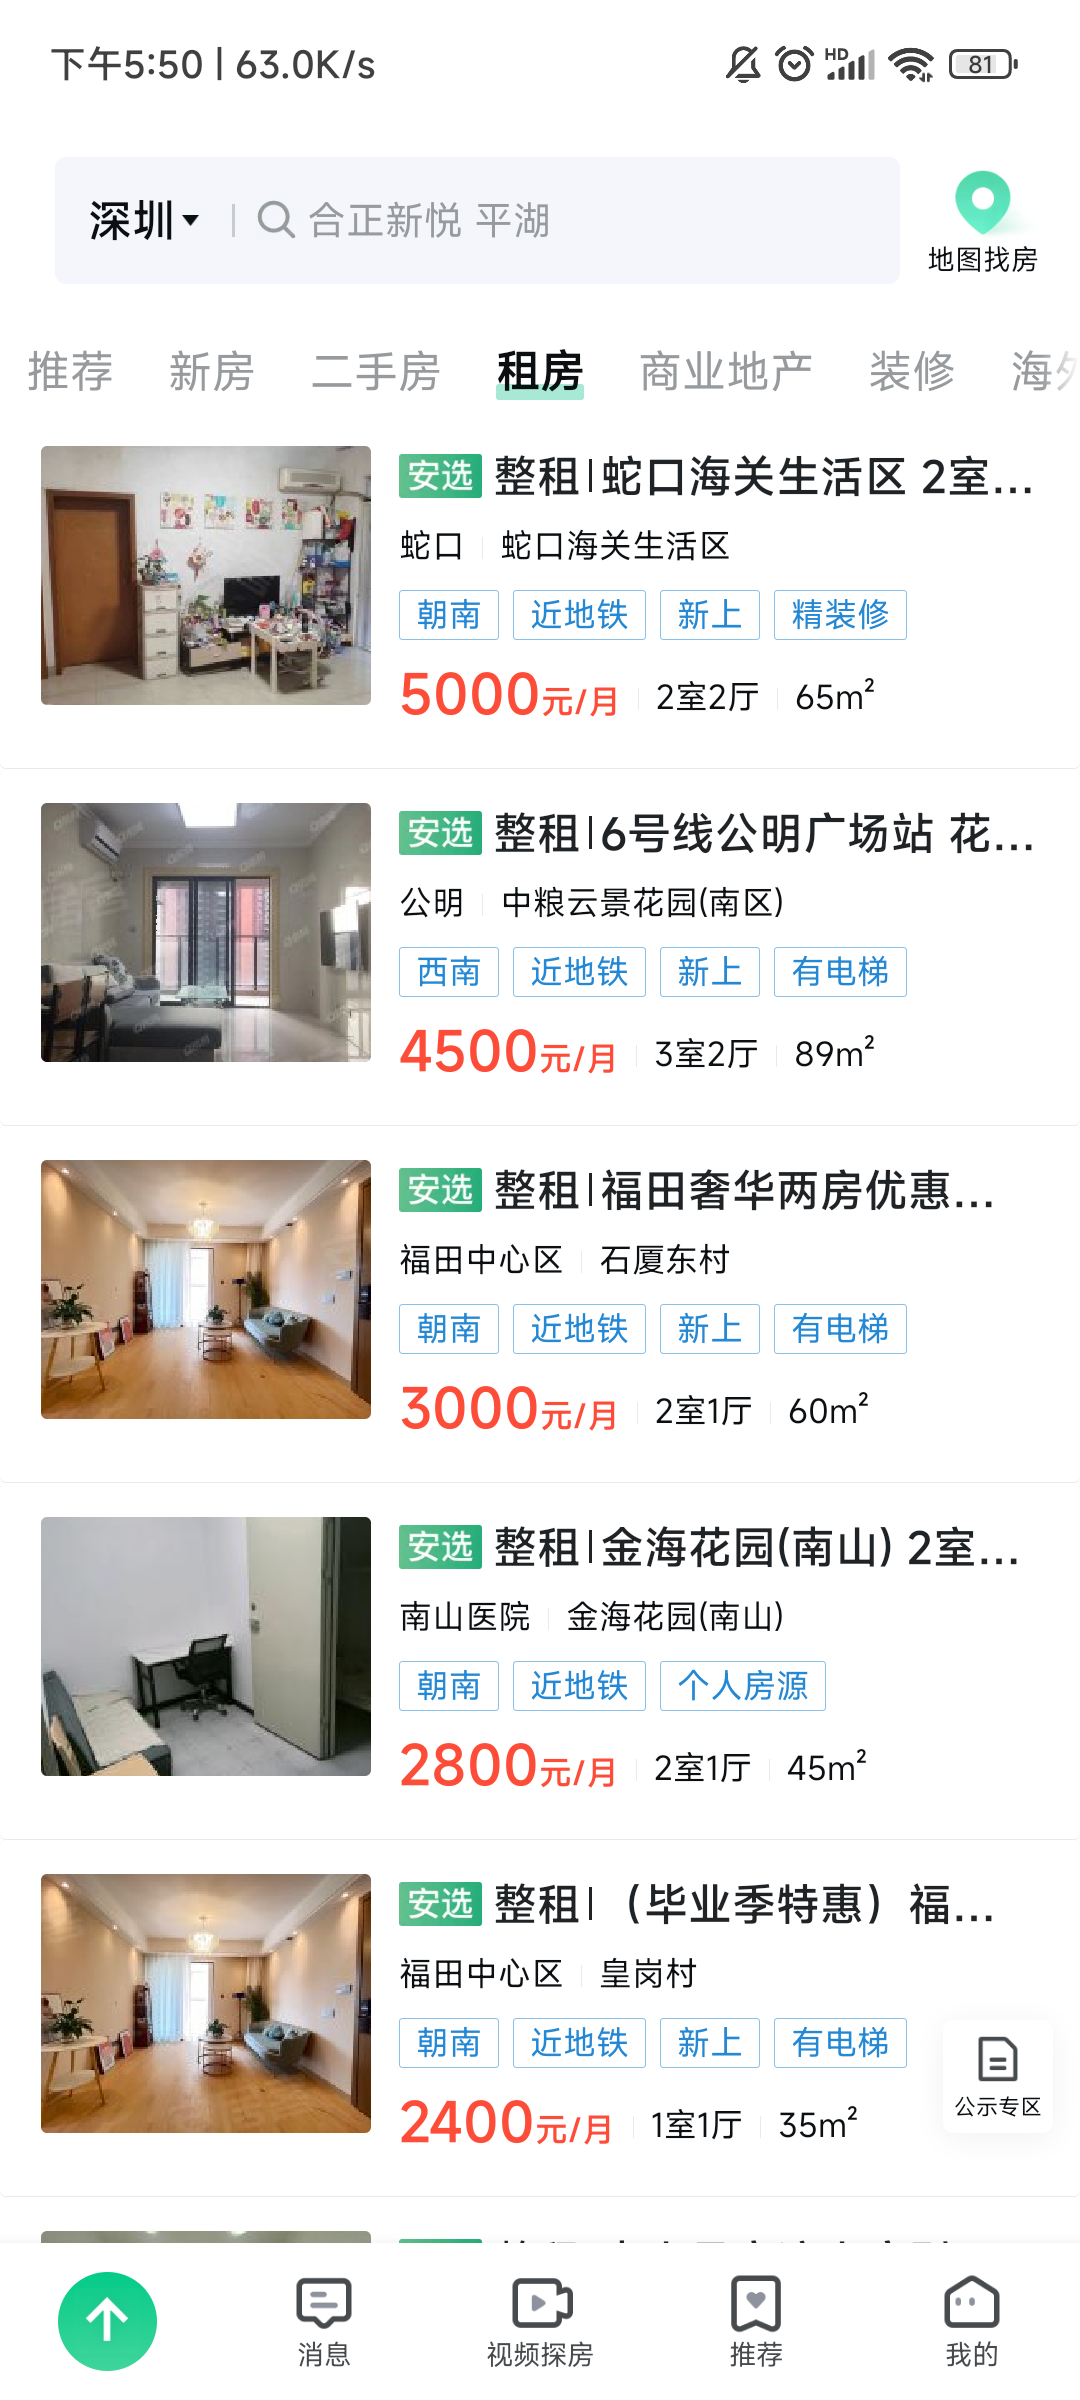 下午5:50 | 63.0K/s
HD
81
深圳
合正新悦 平湖
地图找房
推荐 新房 二手房 租房 商业地产 装修 海外
安选 整租|蛇口海关生活区 2室...
蛇口 蛇口海关生活区
朝南 近地铁 新上 精装修
5000元/月 2室2厅 65m²
安选 整租|6号线公明广场站 花...
公明 中粮云景花园(南区)
西南 近地铁 新上 有电梯
4500元/月 3室2厅 89m²
安选 整租|福田奢华两房优惠...
福田中心区 石厦东村
朝南 近地铁 新上 有电梯
3000元/月 2室1厅 60m²
安选 整租|金海花园(南山) 2室...
南山医院 金海花园(南山)
朝南 近地铁 个人房源
2800元/月 2室1厅 45m²
安选 整租|（毕业季特惠）福...
福田中心区 皇岗村
朝南 近地铁 新上 有电梯
2400元/月 1室1厅 35m²
公示专区
消息 视频探房 推荐 我的